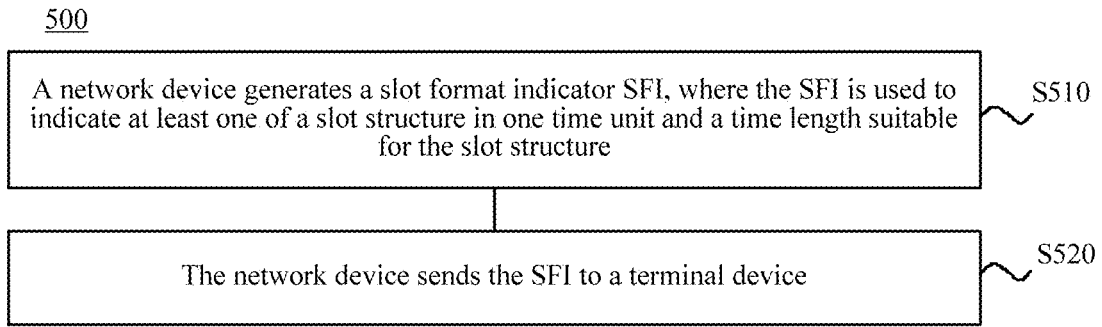 500
A network device generates a slot format indicator SFI, where the SFI is used to
indicate at least one of a slot structure in one time unit and a time length suitable
for the slot structure
S510
The network device sends the SFI to a terminal device
S520